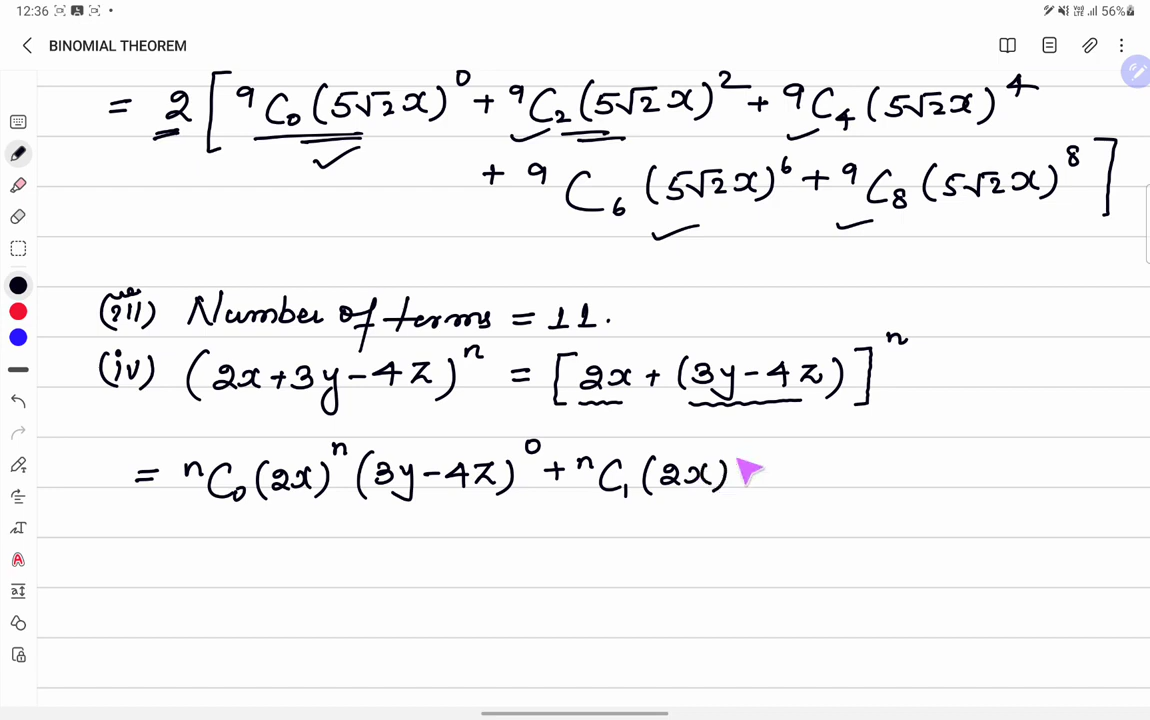 12:36 56%
BINOMIAL THEOREM
= 2 [ ⁹C₀ (5√2x)⁰ + ⁹C₂ (5√2x)² + ⁹C₄ (5√2x)⁴
+ ⁹C₆ (5√2x)⁶ + ⁹C₈ (5√2x)⁸ ]
(iii) Number of terms = 11.
(iv) (2x+3y-4z)ⁿ = [2x + (3y-4z)]ⁿ
= ⁿC₀ (2x)ⁿ (3y-4z)⁰ + ⁿC₁ (2x)